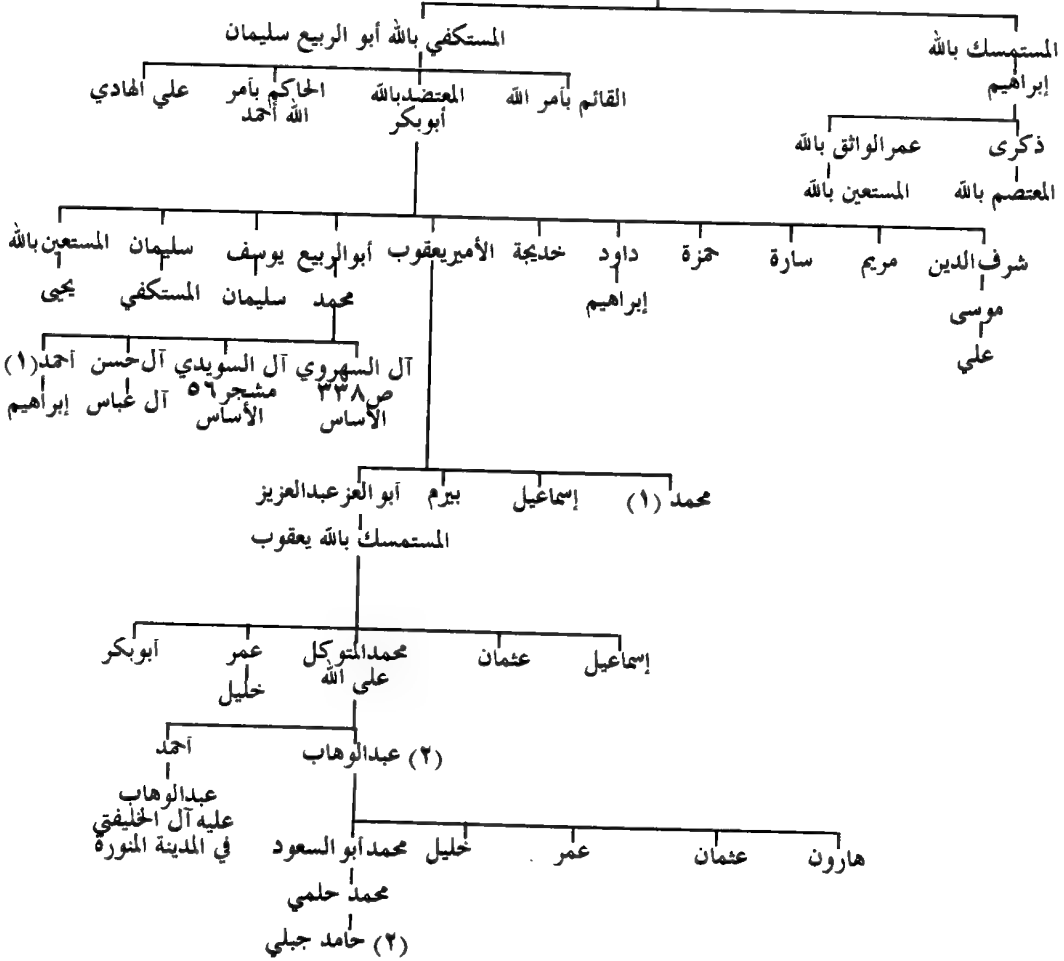 المستمسك بالله
إبراهيم
المستكفي بالله أبو الربيع سليمان
ذكرى
عمر الواثق بالله
المعتصم بالله
المستعين بالله
القائم بأمر الله
المعتضد بالله
أبوبكر
الحاكم بأمر
الله أحمد
علي الهادي
شرف الدين
مريم
سارة
حمزة
داود
خديجة
الأمير يعقوب
أبو الربيع
يوسف
سليمان
المستعين بالله
موسى
علي
إبراهيم
محمد
سليمان
المستكفي
يحيى
آل السهروي
ص٣٣٨
الأساس
آل السويدي
مشجر ٥٦
الأساس
آل حسن
آل عباس
أحمد (١)
إبراهيم
محمد (١)
إسماعيل
بيرم
أبو العز عبدالعزيز
المستمسك بالله يعقوب
إسماعيل
عثمان
محمد المتوكل
على الله
عمر
خليل
أبوبكر
(٢) عبدالوهاب
أحمد
عبدالوهاب
عليه آل الخليفتي
في المدينة المنورة
هارون
عثمان
عمر
خليل
محمد أبو السعود
محمد حلمي
(٢) حامد جبلي